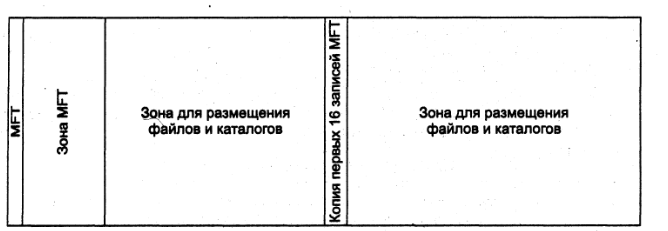 MFT
Зона MFT
Зона для размещения
файлов и каталогов
Копия первых 16 записей MFT
Зона для размещения
файлов и каталогов